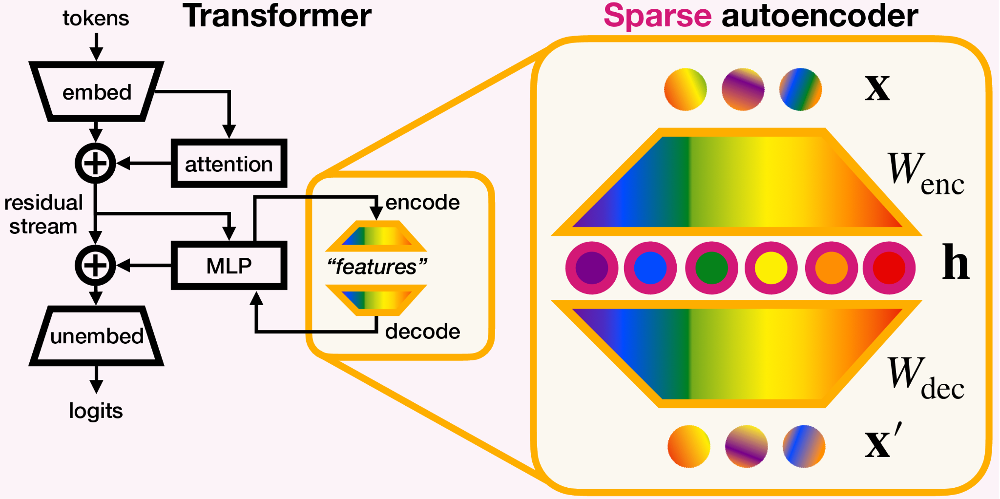 Transformer
Sparse autoencoder
tokens
embed
attention
residual
stream
MLP
unembed
logits
encode
“features”
decode
x
W_enc
h
W_dec
x′